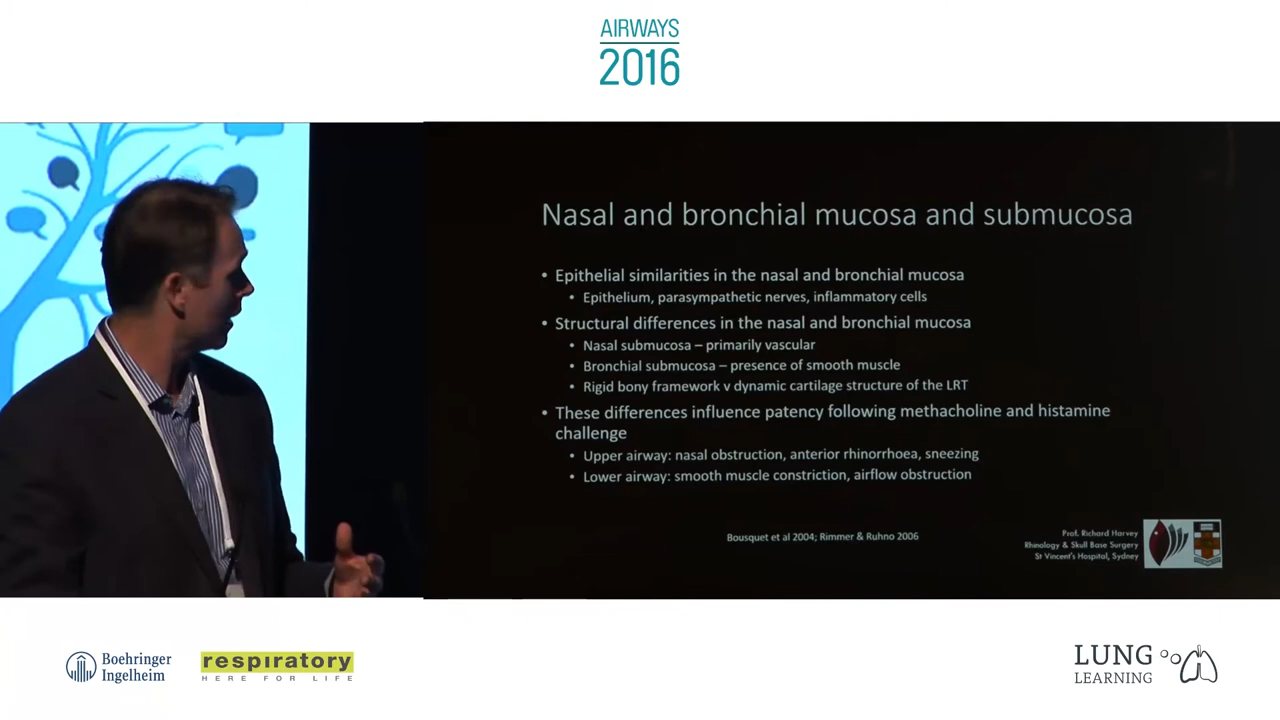 AIRWAYS
2016
Nasal and bronchial mucosa and submucosa
• Epithelial similarities in the nasal and bronchial mucosa
• Epithelium, parasympathetic nerves, inflammatory cells
• Structural differences in the nasal and bronchial mucosa
• Nasal submucosa – primarily vascular
• Bronchial submucosa – presence of smooth muscle
• Rigid bony framework v dynamic cartilage structure of the LRT
• These differences influence patency following methacholine and histamine
challenge
• Upper airway: nasal obstruction, anterior rhinorrhoea, sneezing
• Lower airway: smooth muscle constriction, airflow obstruction
Bousquet et al 2004; Rimmer & Ruhno 2006
Prof. Richard Harvey
Rhinology & Skull Base Surgery
St Vincent's Hospital, Sydney
Boehringer
Ingelheim
respiratory
HERE FOR LIFE
LUNG
LEARNING